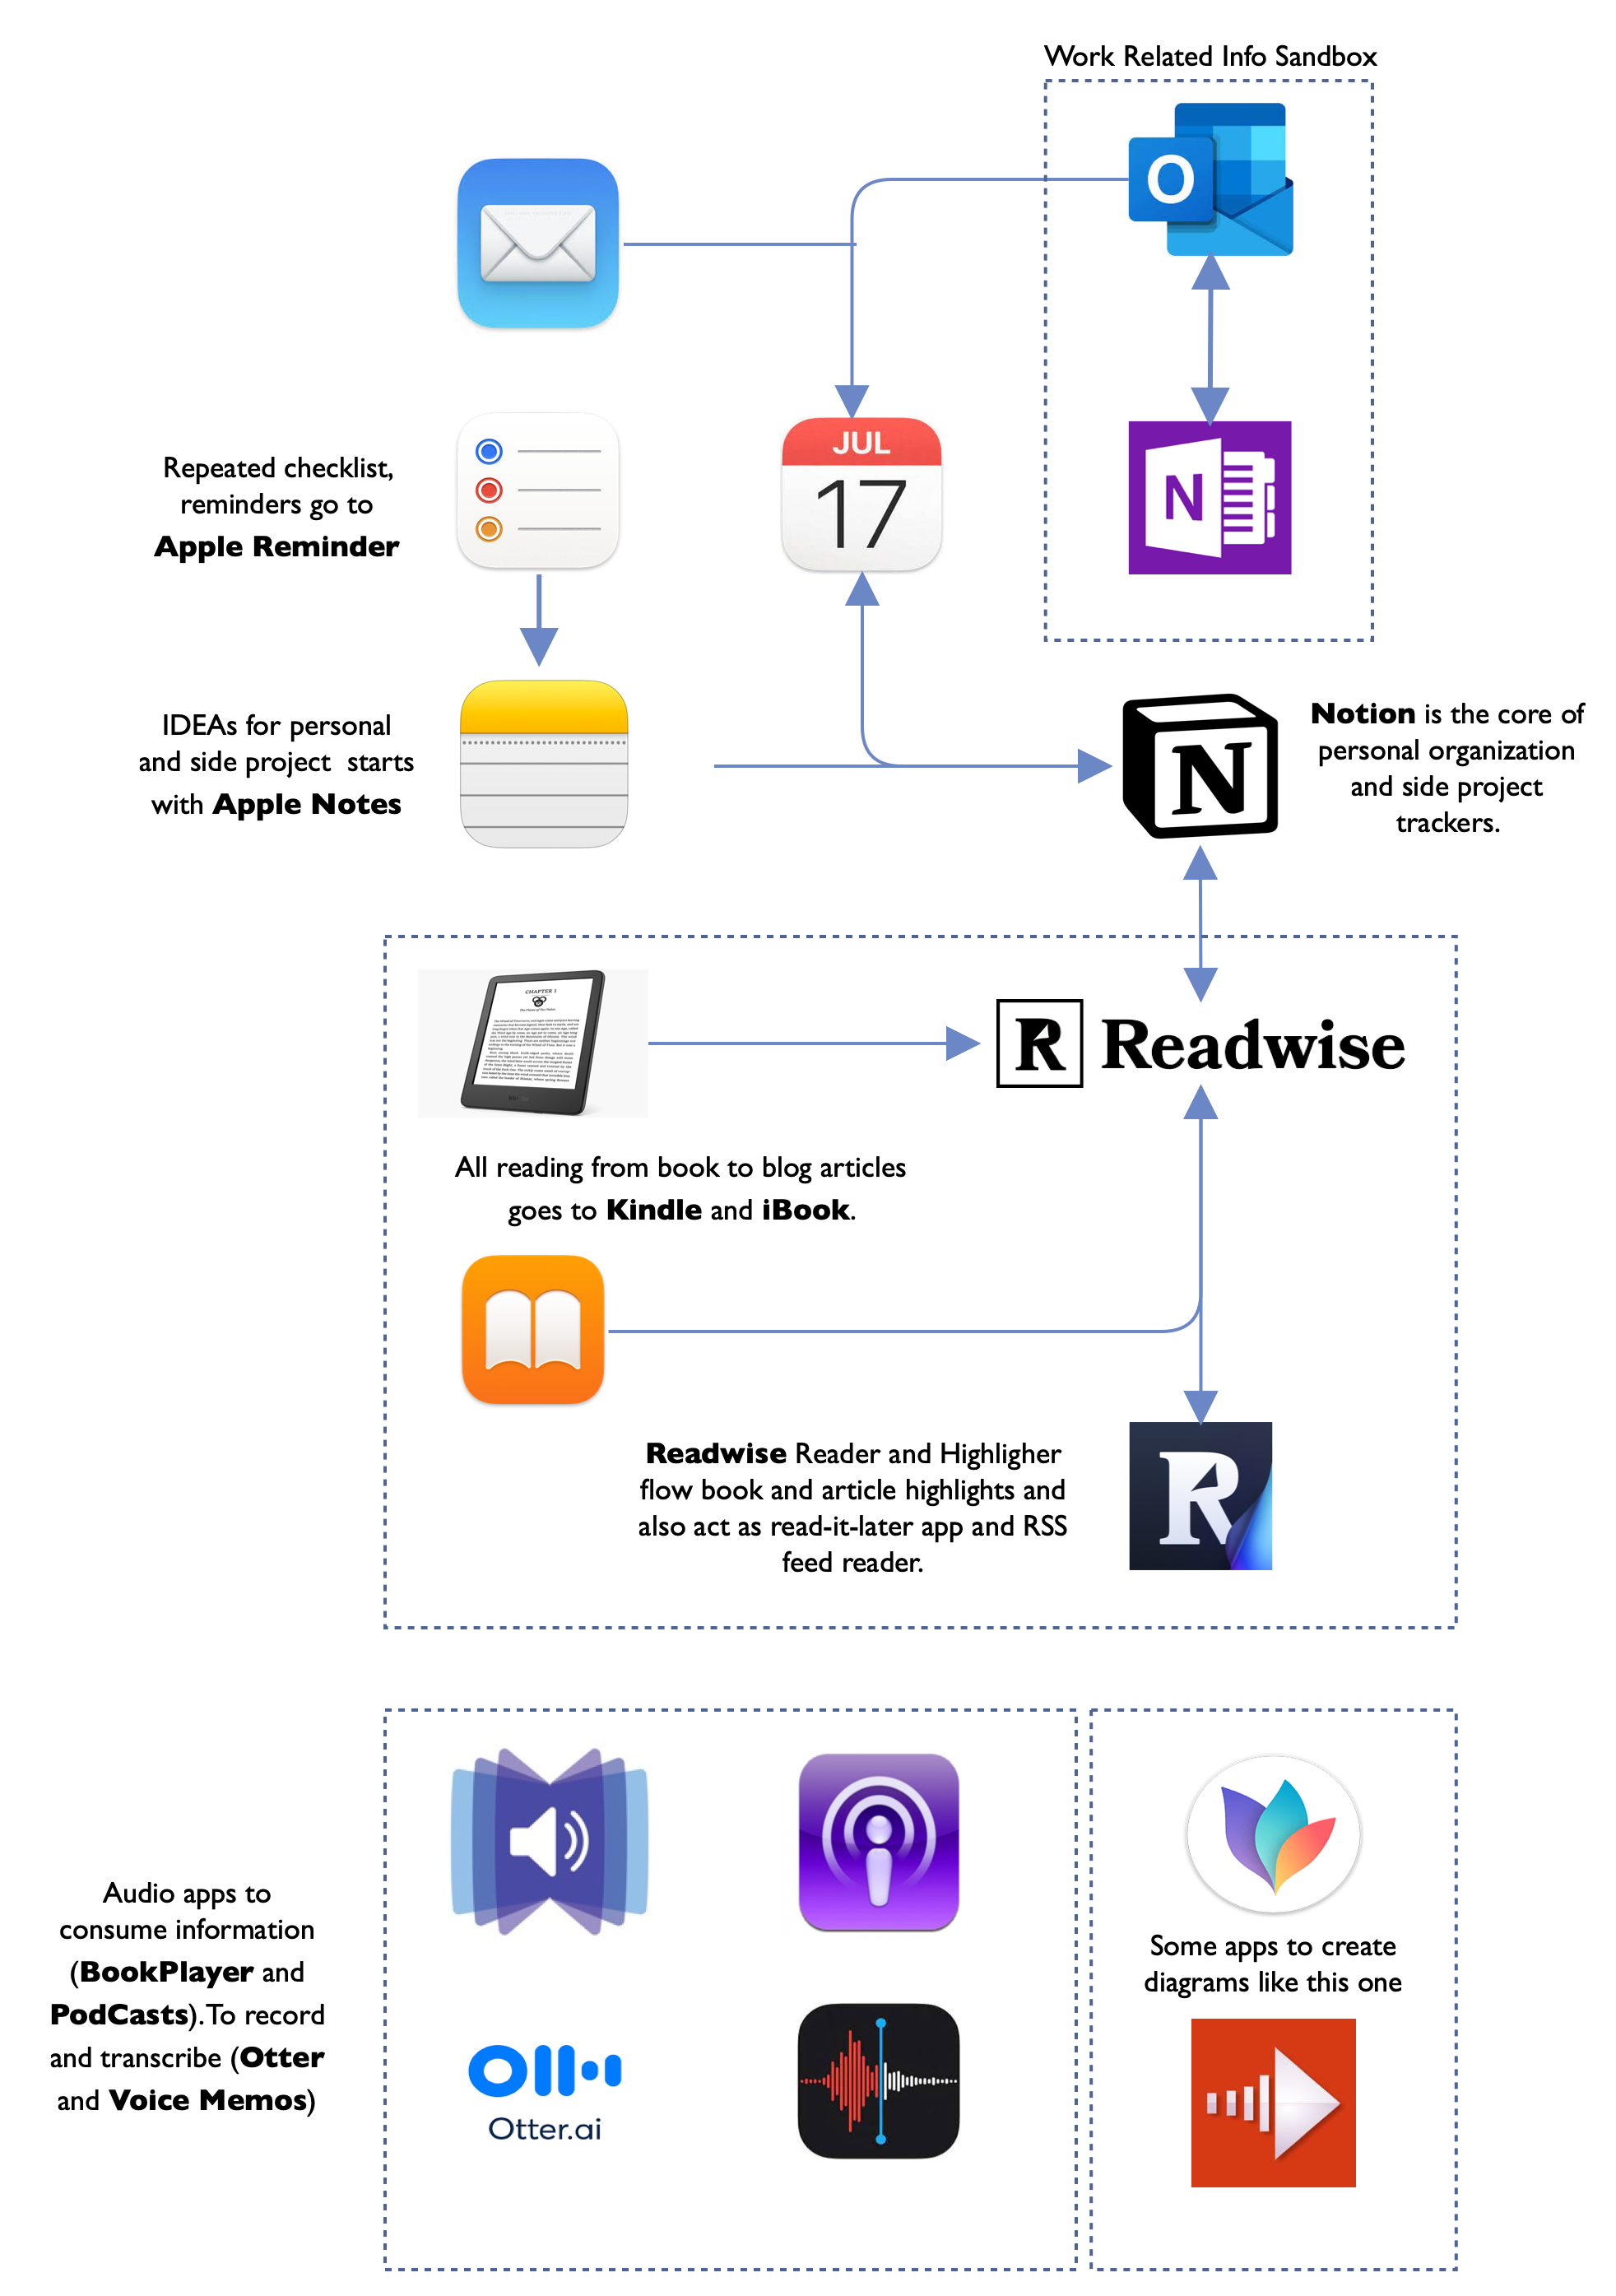 Work Related Info Sandbox
O
JUL
17
N
Repeated checklist,
reminders go to
Apple Reminder
IDEAs for personal
and side project starts
with Apple Notes
N
Notion is the core of
personal organization
and side project
trackers.
CHAPTER 1
R Readwise
All reading from book to blog articles
goes to Kindle and iBook.
Readwise Reader and Highligher
flow book and article highlights and
also act as read-it-later app and RSS
feed reader.
R
Audio apps to
consume information
(BookPlayer and
PodCasts). To record
and transcribe (Otter
and Voice Memos)
Otter.ai
Some apps to create
diagrams like this one